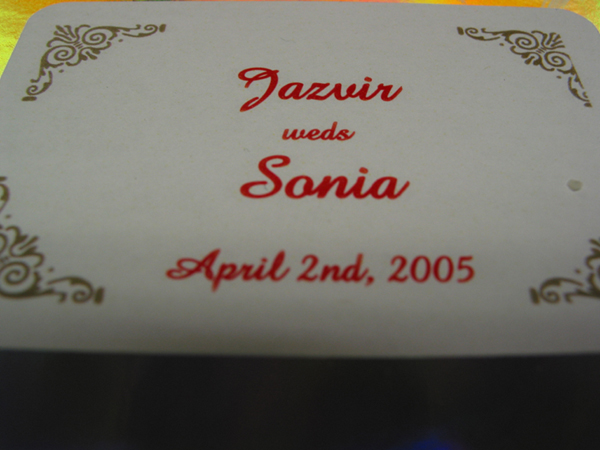 Jazvir
weds
Sonia
April 2nd, 2005